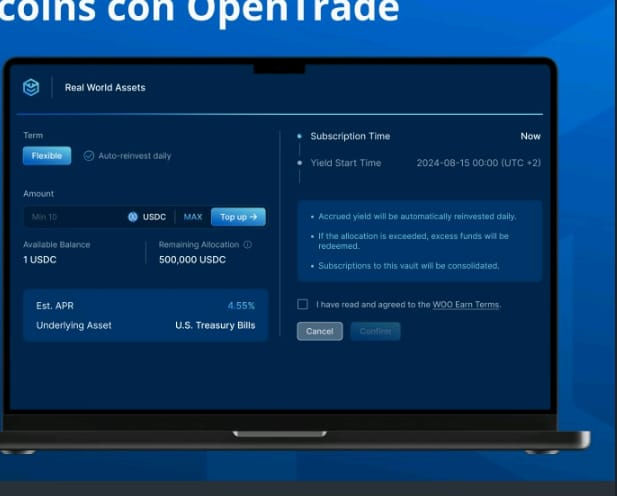 coins con OpenTrade
Real World Assets
Term
Flexible Auto-reinvest daily
Amount
Min 10 USDC MAX Top up →
Available Balance
1 USDC
Remaining Allocation
500,000 USDC
Est. APR 4.55%
Underlying Asset U.S. Treasury Bills
Subscription Time Now
Yield Start Time 2024-08-15 00:00 (UTC +2)
• Accrued yield will be automatically reinvested daily.
• If the allocation is exceeded, excess funds will be
redeemed.
• Subscriptions to this vault will be consolidated.
I have read and agreed to the WOO Earn Terms.
Cancel Confirm